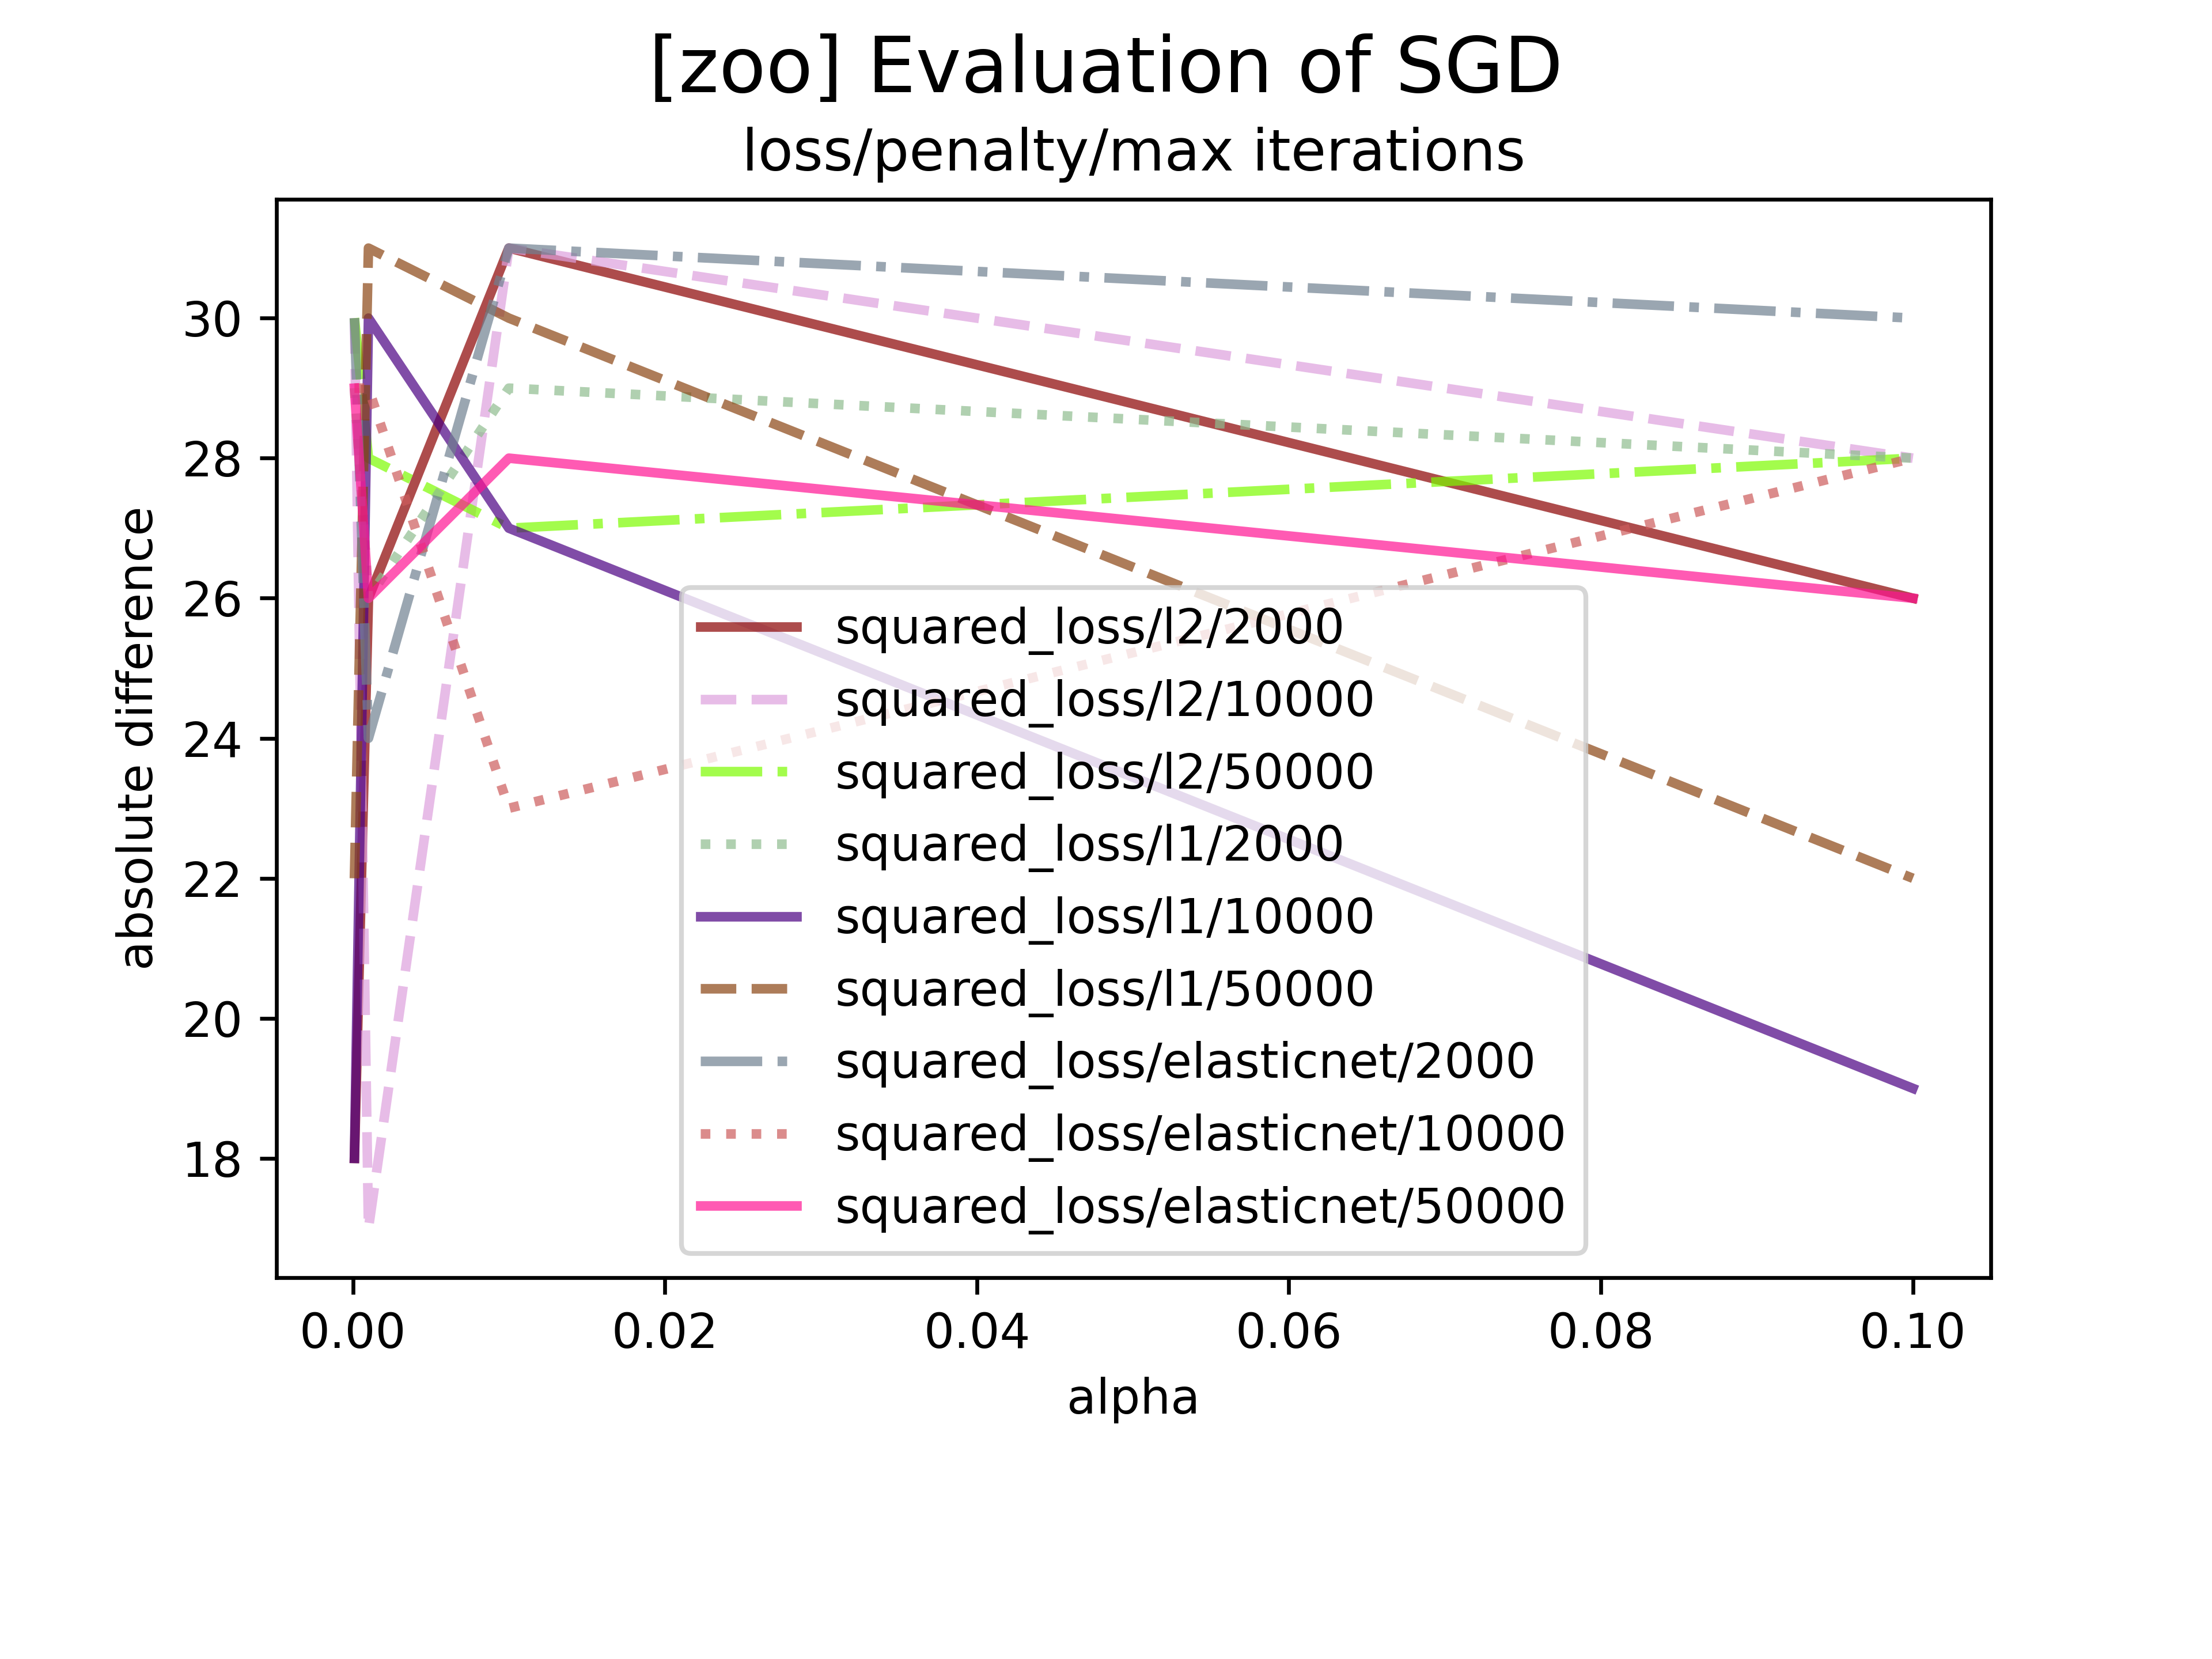 [zoo] Evaluation of SGD
loss/penalty/max iterations
30
28
26
24
22
20
18
absolute difference
squared_loss/l2/2000
squared_loss/l2/10000
squared_loss/l2/50000
squared_loss/l1/2000
squared_loss/l1/10000
squared_loss/l1/50000
squared_loss/elasticnet/2000
squared_loss/elasticnet/10000
squared_loss/elasticnet/50000
0.00 0.02 0.04 0.06 0.08 0.10
alpha